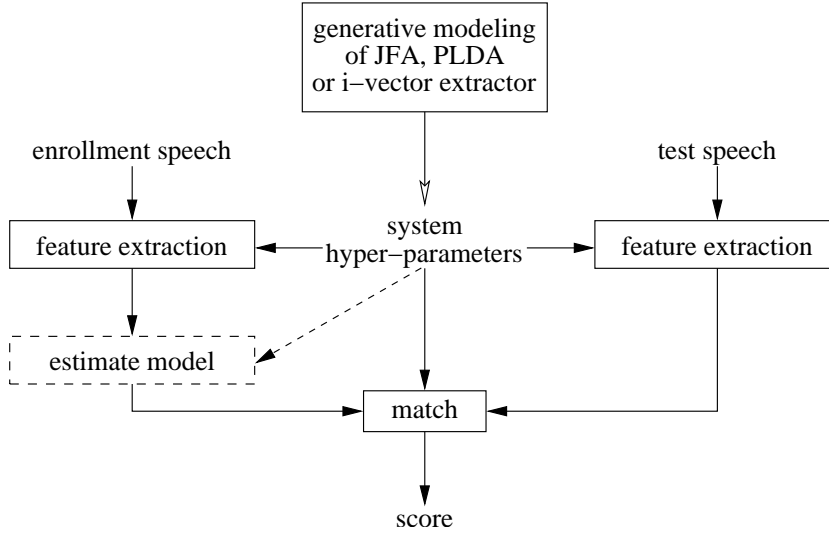 generative modeling
of JFA, PLDA
or i−vector extractor
enrollment speech
test speech
feature extraction
system
hyper−parameters
feature extraction
estimate model
match
score